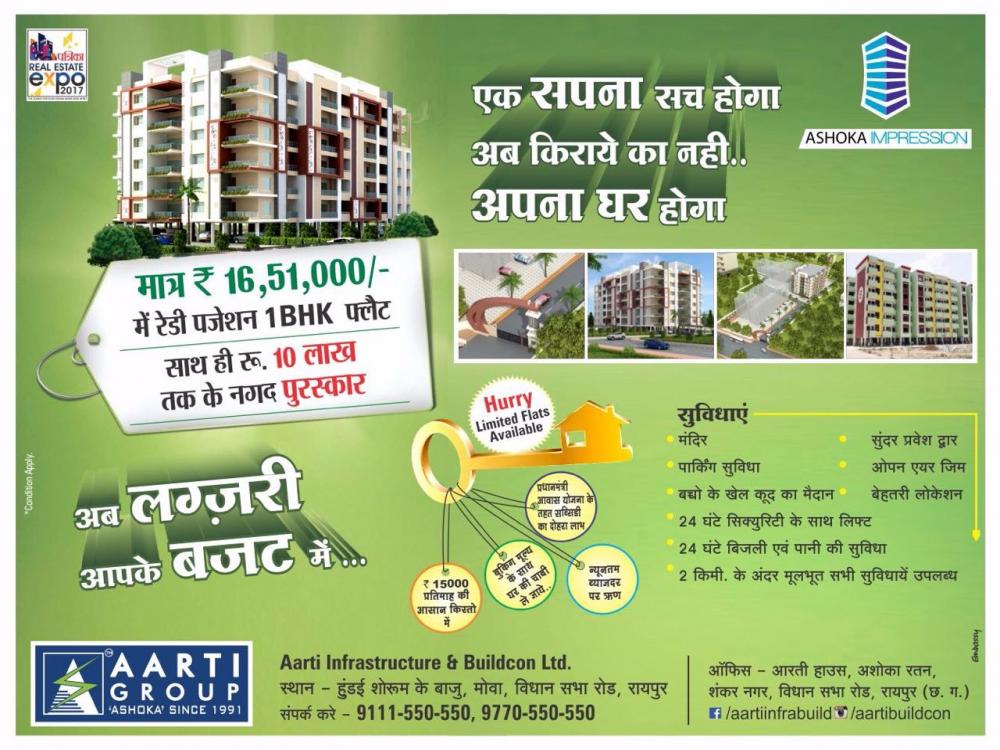 पत्रिका
REAL ESTATE
expo
2017
एक सपना सच होगा
अब किराये का नही..
अपना घर होगा
ASHOKA IMPRESSION
मात्र ₹ 16,51,000/-
में रेडी पजेशन 1BHK फ्लैट
साथ ही रू. 10 लाख
तक के नगद पुरस्कार
*Condition Apply.
अब लग्ज़री
आपके बजट में...
Hurry
Limited Flats
Available
प्रधानमंत्री
आवास योजना के
तहत सब्सिडी
का दोहरा लाभ
₹ 15000
प्रतिमाह की
आसान किस्तो
में
बुकिंग मूल्य
के साथ
घर की चाबी
ले जाये..
न्यूनतम
ब्याजदर
पर ऋण
सुविधाएं
• मंदिर
• पार्किंग सुविधा
• बच्चो के खेल कूद का मैदान
• सुंदर प्रवेश द्वार
• ओपन एयर जिम
• बेहतरी लोकेशन
• 24 घंटे सिक्युरिटी के साथ लिफ्ट
• 24 घंटे बिजली एवं पानी की सुविधा
• 2 किमी. के अंदर मूलभूत सभी सुविधायें उपलब्ध
AARTI
GROUP
TM
'ASHOKA' SINCE 1991
Aarti Infrastructure & Buildcon Ltd.
स्थान – हुंडई शोरूम के बाजु, मोवा, विधान सभा रोड, रायपुर
संपर्क करे – 9111-550-550, 9770-550-550
ऑफिस – आरती हाउस, अशोका रतन,
शंकर नगर, विधान सभा रोड, रायपुर (छ. ग.)
/aartiinfrabuild /aartibuildcon